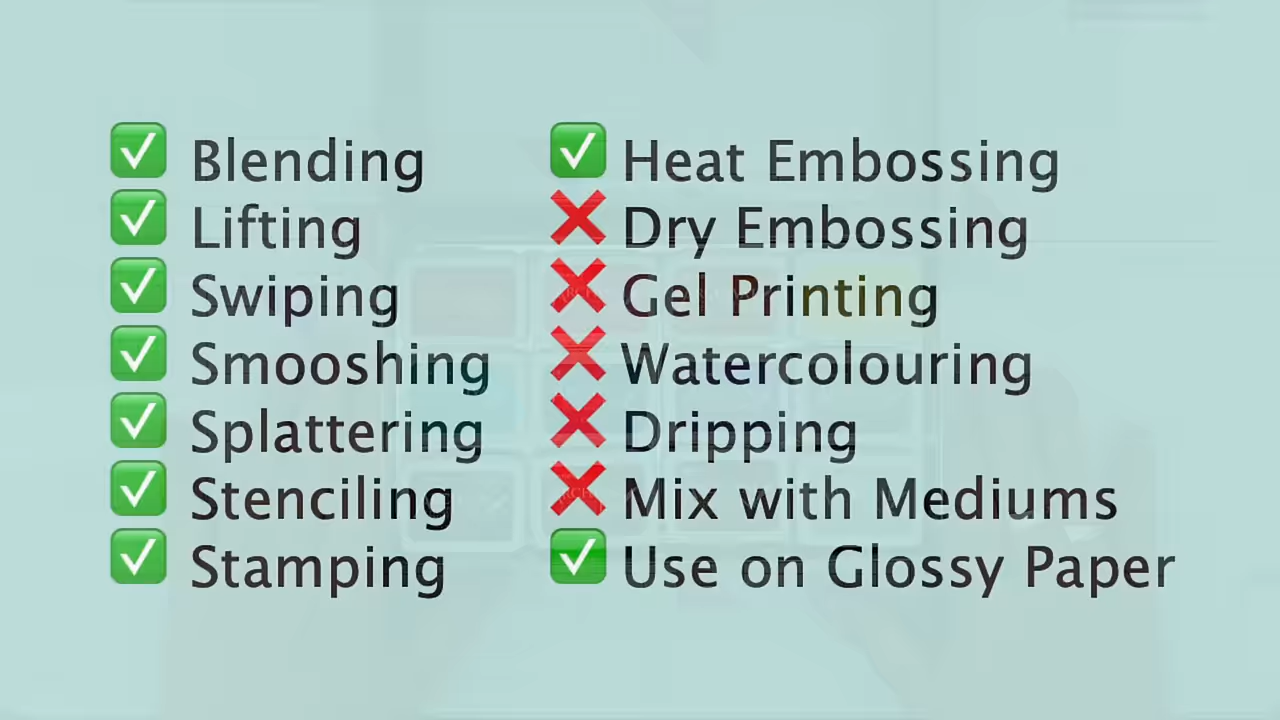 ✅ Blending
✅ Lifting
✅ Swiping
✅ Smooshing
✅ Splattering
✅ Stenciling
✅ Stamping
✅ Heat Embossing
❌ Dry Embossing
❌ Gel Printing
❌ Watercolouring
❌ Dripping
❌ Mix with Mediums
✅ Use on Glossy Paper